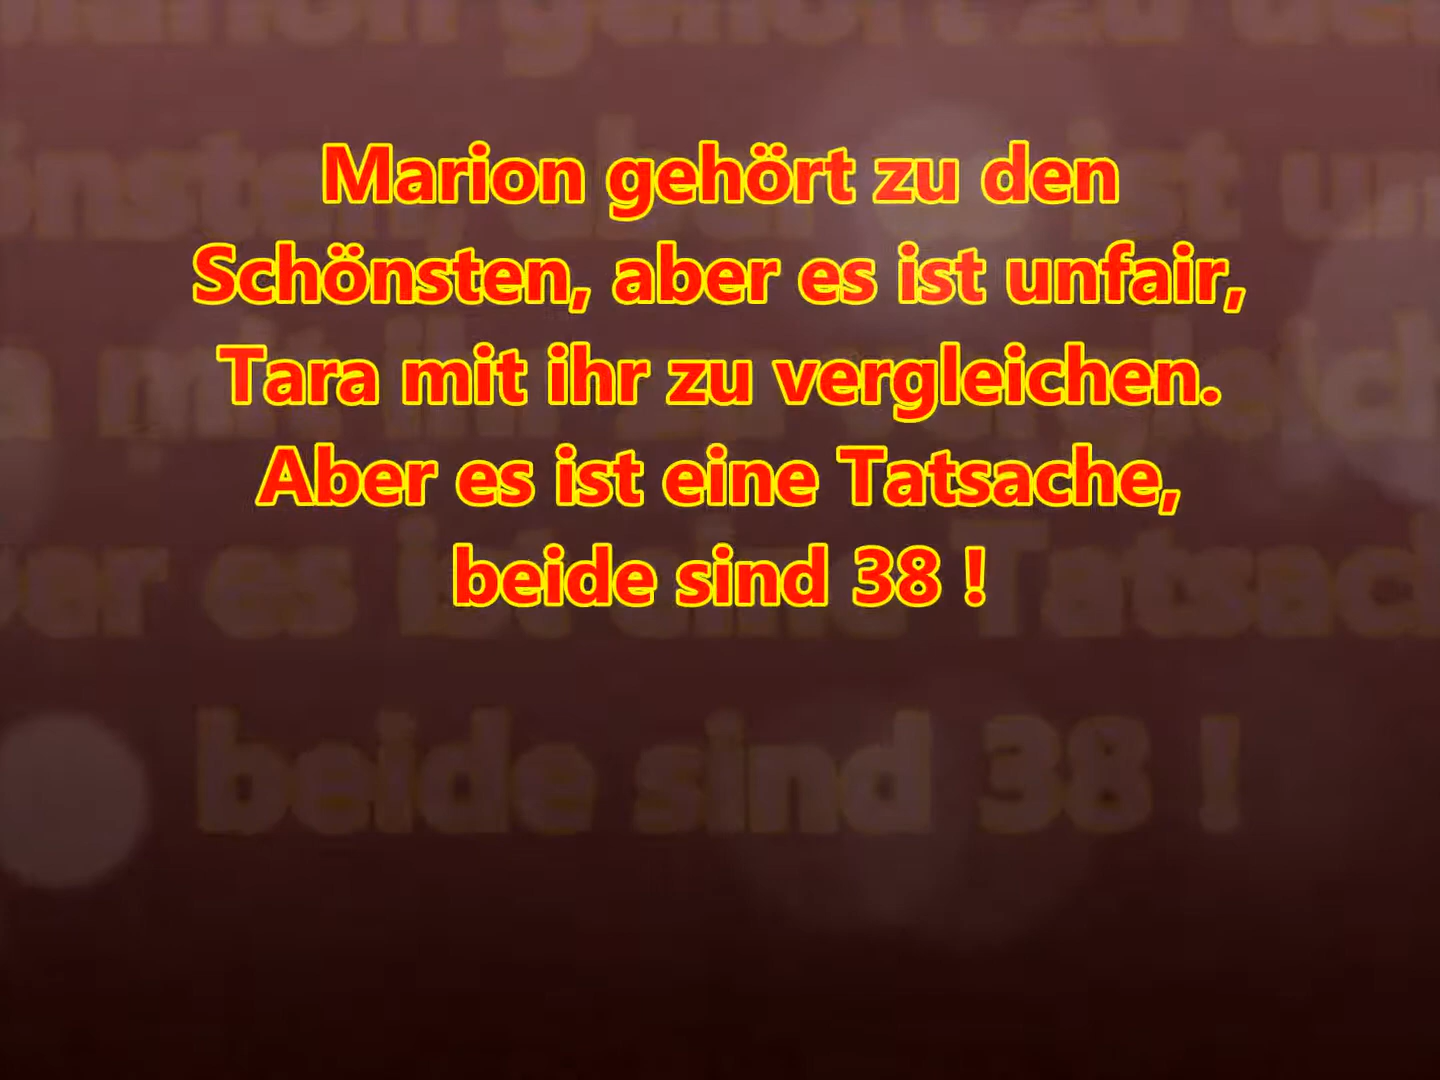 Marion gehört zu den
Schönsten, aber es ist unfair,
Tara mit ihr zu vergleichen.
Aber es ist eine Tatsache,
beide sind 38 !